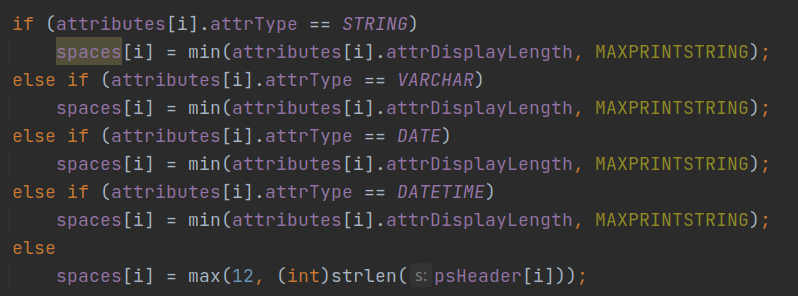 if (attributes[i].attrType == STRING)
spaces[i] = min(attributes[i].attrDisplayLength, MAXPRINTSTRING);
else if (attributes[i].attrType == VARCHAR)
spaces[i] = min(attributes[i].attrDisplayLength, MAXPRINTSTRING);
else if (attributes[i].attrType == DATE)
spaces[i] = min(attributes[i].attrDisplayLength, MAXPRINTSTRING);
else if (attributes[i].attrType == DATETIME)
spaces[i] = min(attributes[i].attrDisplayLength, MAXPRINTSTRING);
else
spaces[i] = max(12, (int)strlen( s: psHeader[i]));